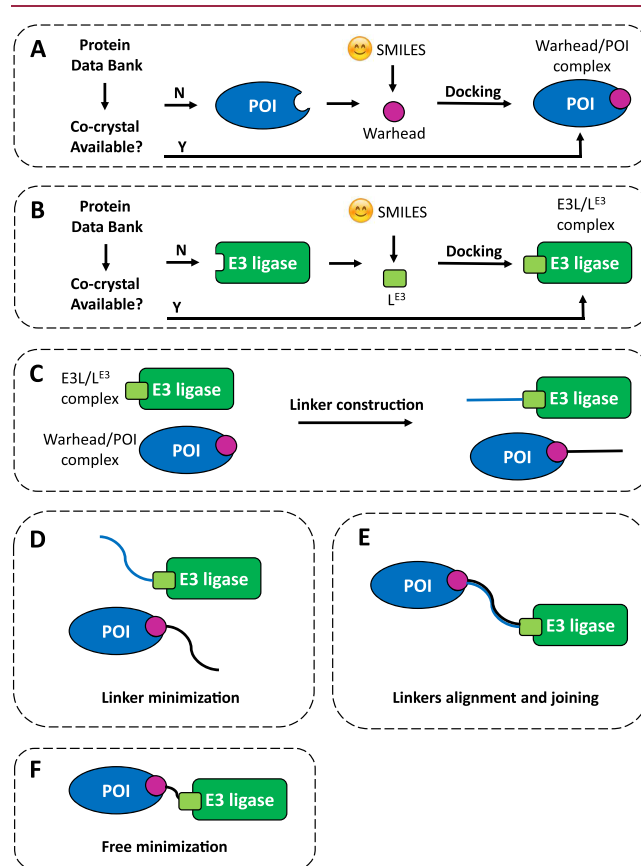 A
Protein
Data Bank
Co-crystal
Available?
N
Y
POI
SMILES
Warhead
Docking
Warhead/POI
complex
POI
B
Protein
Data Bank
Co-crystal
Available?
N
Y
E3 ligase
SMILES
L^E3
Docking
E3L/L^E3
complex
E3 ligase
C
E3L/L^E3
complex
E3 ligase
Warhead/POI
complex
POI
Linker construction
E3 ligase
POI
D
E3 ligase
POI
Linker minimization
E
POI
E3 ligase
Linkers alignment and joining
F
POI
E3 ligase
Free minimization